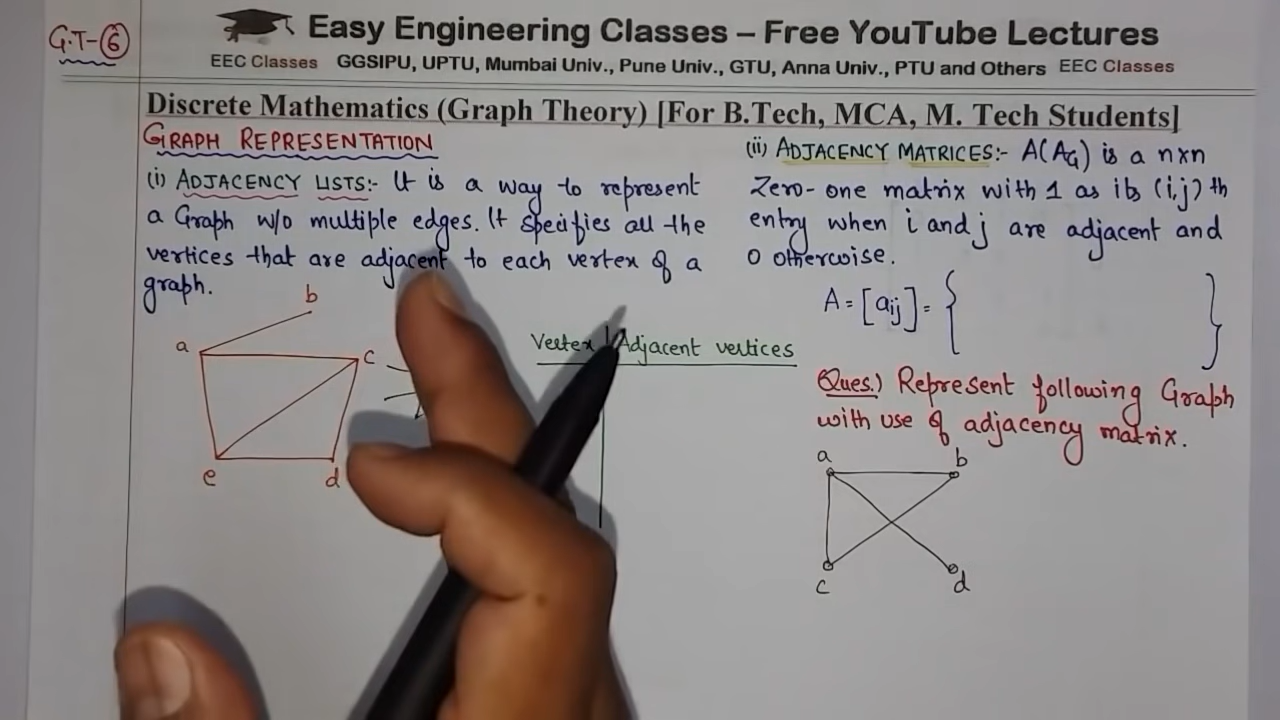 G.T-6
Easy Engineering Classes – Free YouTube Lectures
EEC Classes GGSIPU, UPTU, Mumbai Univ., Pune Univ., GTU, Anna Univ., PTU and Others EEC Classes
Discrete Mathematics (Graph Theory) [For B.Tech, MCA, M. Tech Students]
GRAPH REPRESENTATION
(i) ADJACENCY LISTS:- It is a way to represent
a Graph w/o multiple edges. It specifies all the
vertices that are adjacent to each vertex of a
graph.
b
a
c
e
d
Vertex Adjacent vertices
(ii) ADJACENCY MATRICES:- A(AG) is a nxn
Zero-one matrix with 1 as its (i,j)th
entry when i and j are adjacent and
0 otherwise.
A = [aij] = { }
Ques.) Represent following Graph
with use of adjacency matrix.
a b
c d